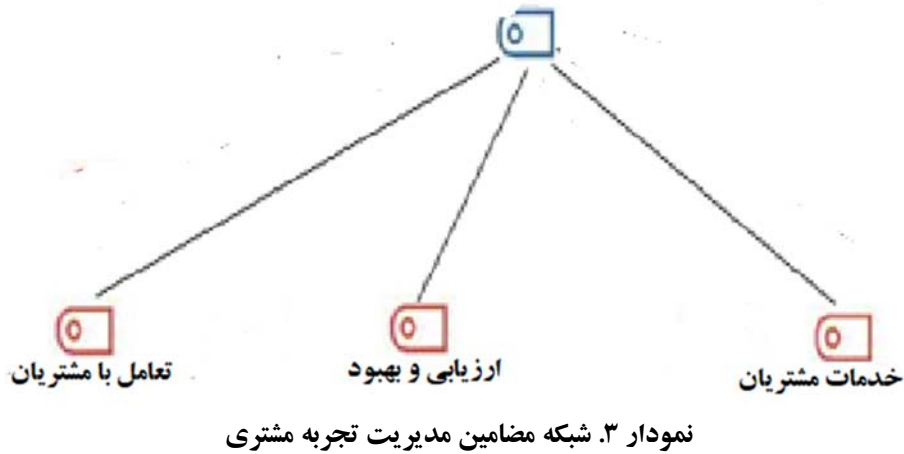 خدمات مشتریان
ارزیابی و بهبود
تعامل با مشتریان
نمودار ۳. شبکه مضامین مدیریت تجربه مشتری